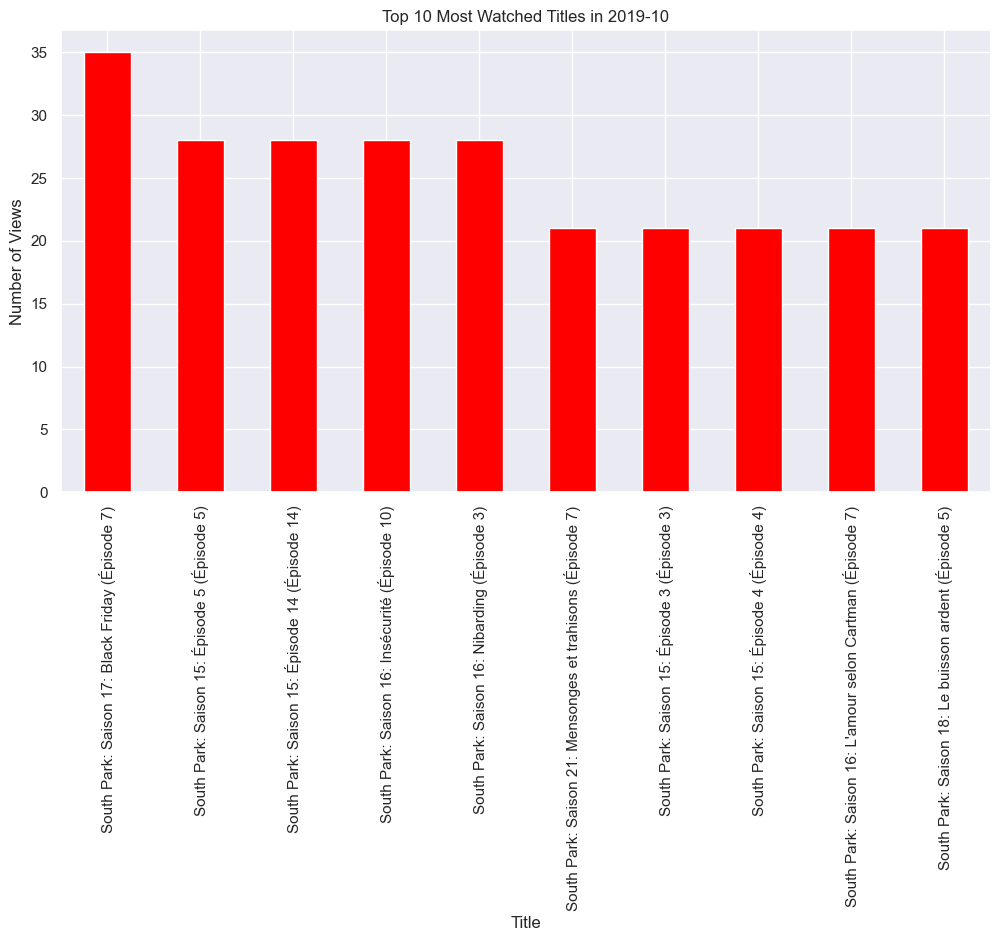 Top 10 Most Watched Titles in 2019-10
Number of Views
35
30
25
20
15
10
5
0
South Park: Saison 17: Black Friday (Épisode 7)
South Park: Saison 15: Épisode 5 (Épisode 5)
South Park: Saison 15: Épisode 14 (Épisode 14)
South Park: Saison 16: Insécurité (Épisode 10)
South Park: Saison 16: Nibarding (Épisode 3)
South Park: Saison 21: Mensonges et trahisons (Épisode 7)
South Park: Saison 15: Épisode 3 (Épisode 3)
South Park: Saison 15: Épisode 4 (Épisode 4)
South Park: Saison 16: L'amour selon Cartman (Épisode 7)
South Park: Saison 18: Le buisson ardent (Épisode 5)
Title